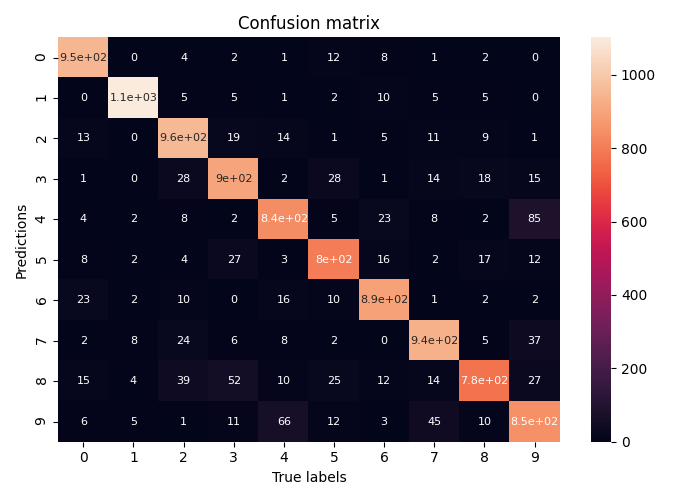 Confusion matrix
Predictions
0 9.5e+02 0 4 2 1 12 8 1 2 0
1 0 1.1e+03 5 5 1 2 10 5 5 0
2 13 0 9.6e+02 19 14 1 5 11 9 1
3 1 0 28 9e+02 2 28 1 14 18 15
4 4 2 8 2 8.4e+02 5 23 8 2 85
5 8 2 4 27 3 8e+02 16 2 17 12
6 23 2 10 0 16 10 8.9e+02 1 2 2
7 2 8 24 6 8 2 0 9.4e+02 5 37
8 15 4 39 52 10 25 12 14 7.8e+02 27
9 6 5 1 11 66 12 3 45 10 8.5e+02
0 1 2 3 4 5 6 7 8 9
True labels
1000
800
600
400
200
0